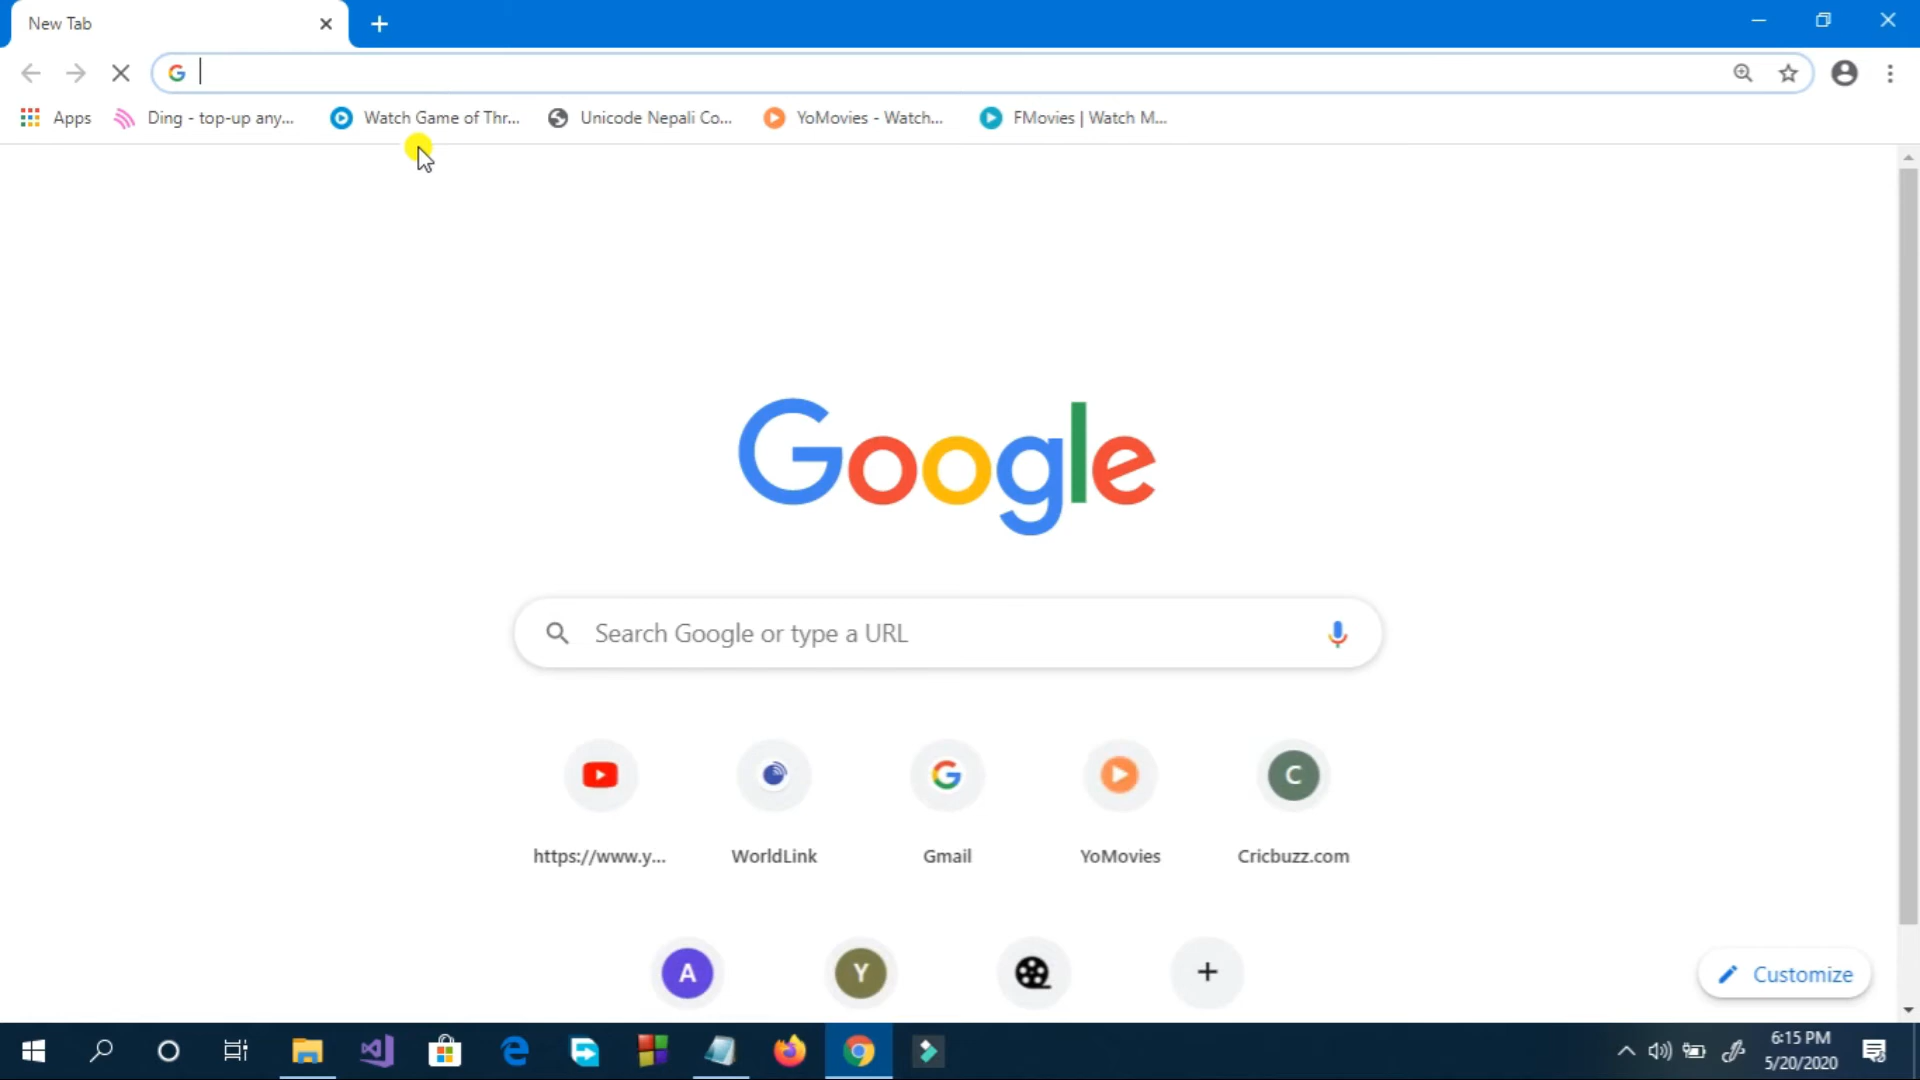 New Tab
Apps
Ding - top-up any...
Watch Game of Thr...
Unicode Nepali Co...
YoMovies - Watch...
FMovies | Watch M...
Google
Search Google or type a URL
https://www.y...
WorldLink
Gmail
YoMovies
C
Cricbuzz.com
A
Y
Customize
6:15 PM
5/20/2020